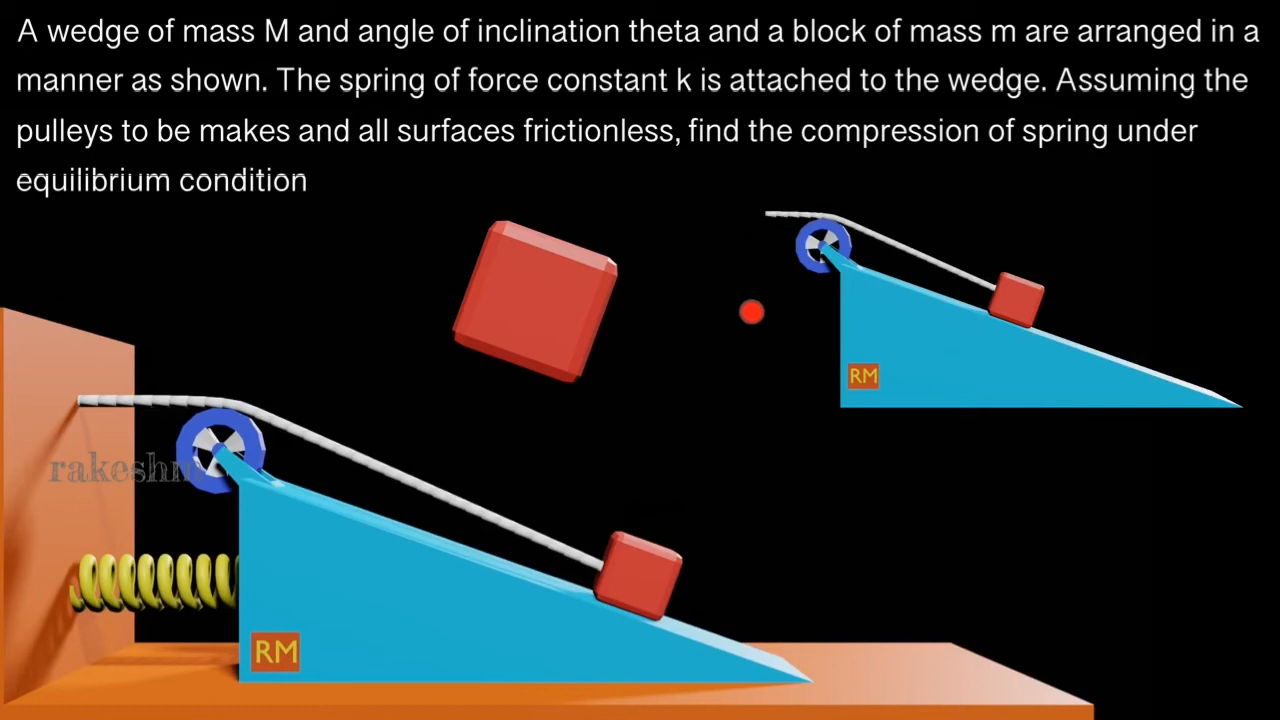 A wedge of mass M and angle of inclination theta and a block of mass m are arranged in a
manner as shown. The spring of force constant k is attached to the wedge. Assuming the
pulleys to be makes and all surfaces frictionless, find the compression of spring under
equilibrium condition
RM
RM